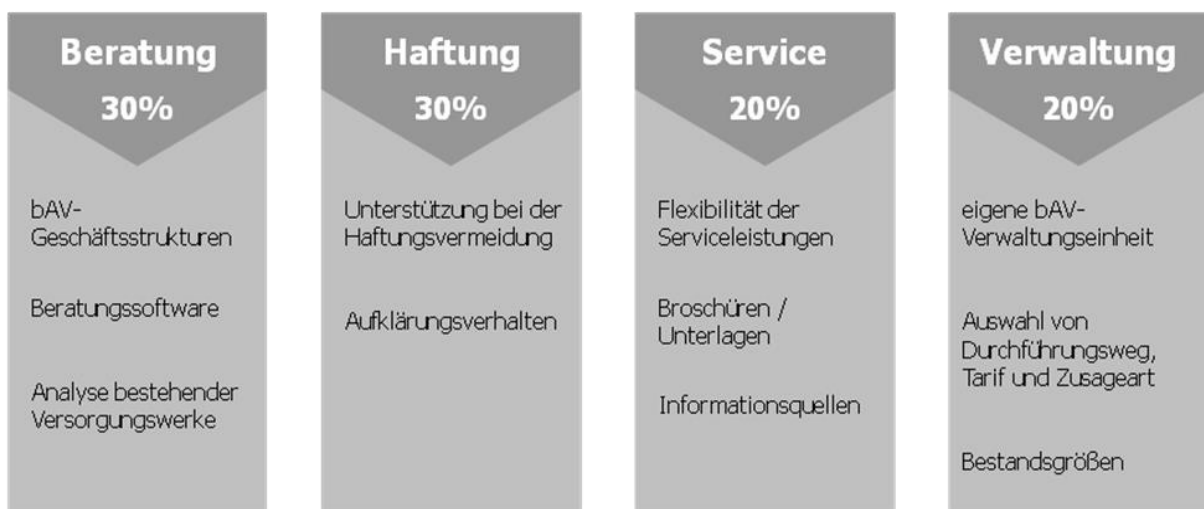 Beratung
30%
bAV-
Geschäftsstrukturen
Beratungssoftware
Analyse bestehender
Versorgungswerke
Haftung
30%
Unterstützung bei der
Haftungsvermeidung
Aufklärungsverhalten
Service
20%
Flexibilität der
Serviceleistungen
Broschüren /
Unterlagen
Informationsquellen
Verwaltung
20%
eigene bAV-
Verwaltungseinheit
Auswahl von
Durchführungsweg,
Tarif und Zusageart
Bestandsgrößen